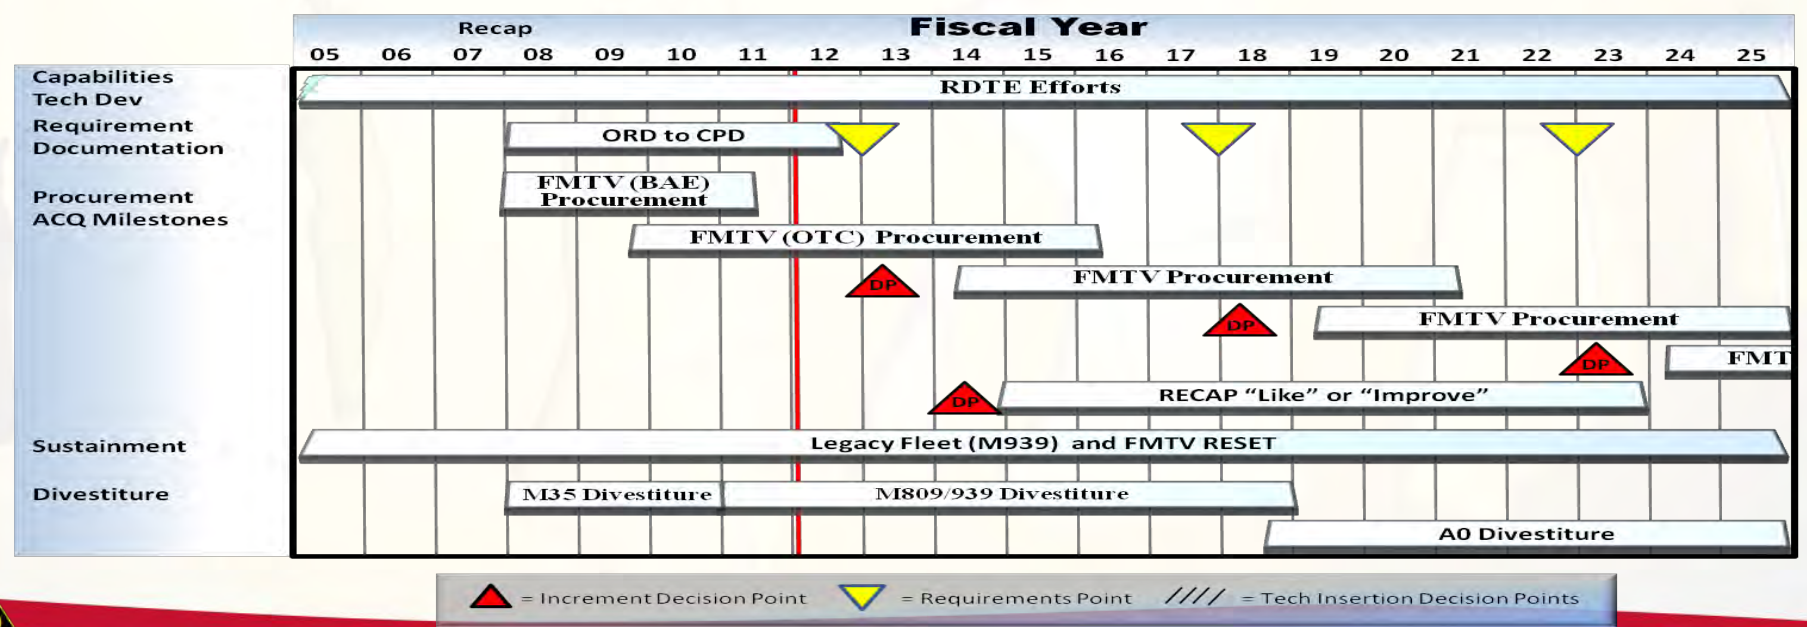 Recap
Fiscal Year
05 06 07 08 09 10 11 12 13 14 15 16 17 18 19 20 21 22 23 24 25
Capabilities
Tech Dev
RDTE Efforts
Requirement
Documentation
ORD to CPD
Procurement
ACQ Milestones
FMTV (BAE)
Procurement
FMTV (OTC) Procurement
DP
FMTV Procurement
DP
FMTV Procurement
DP
FMT
DP
RECAP “Like” or “Improve”
Sustainment
Legacy Fleet (M939) and FMTV RESET
Divestiture
M35 Divestiture
M809/939 Divestiture
A0 Divestiture
= Increment Decision Point
= Requirements Point
//// = Tech Insertion Decision Points